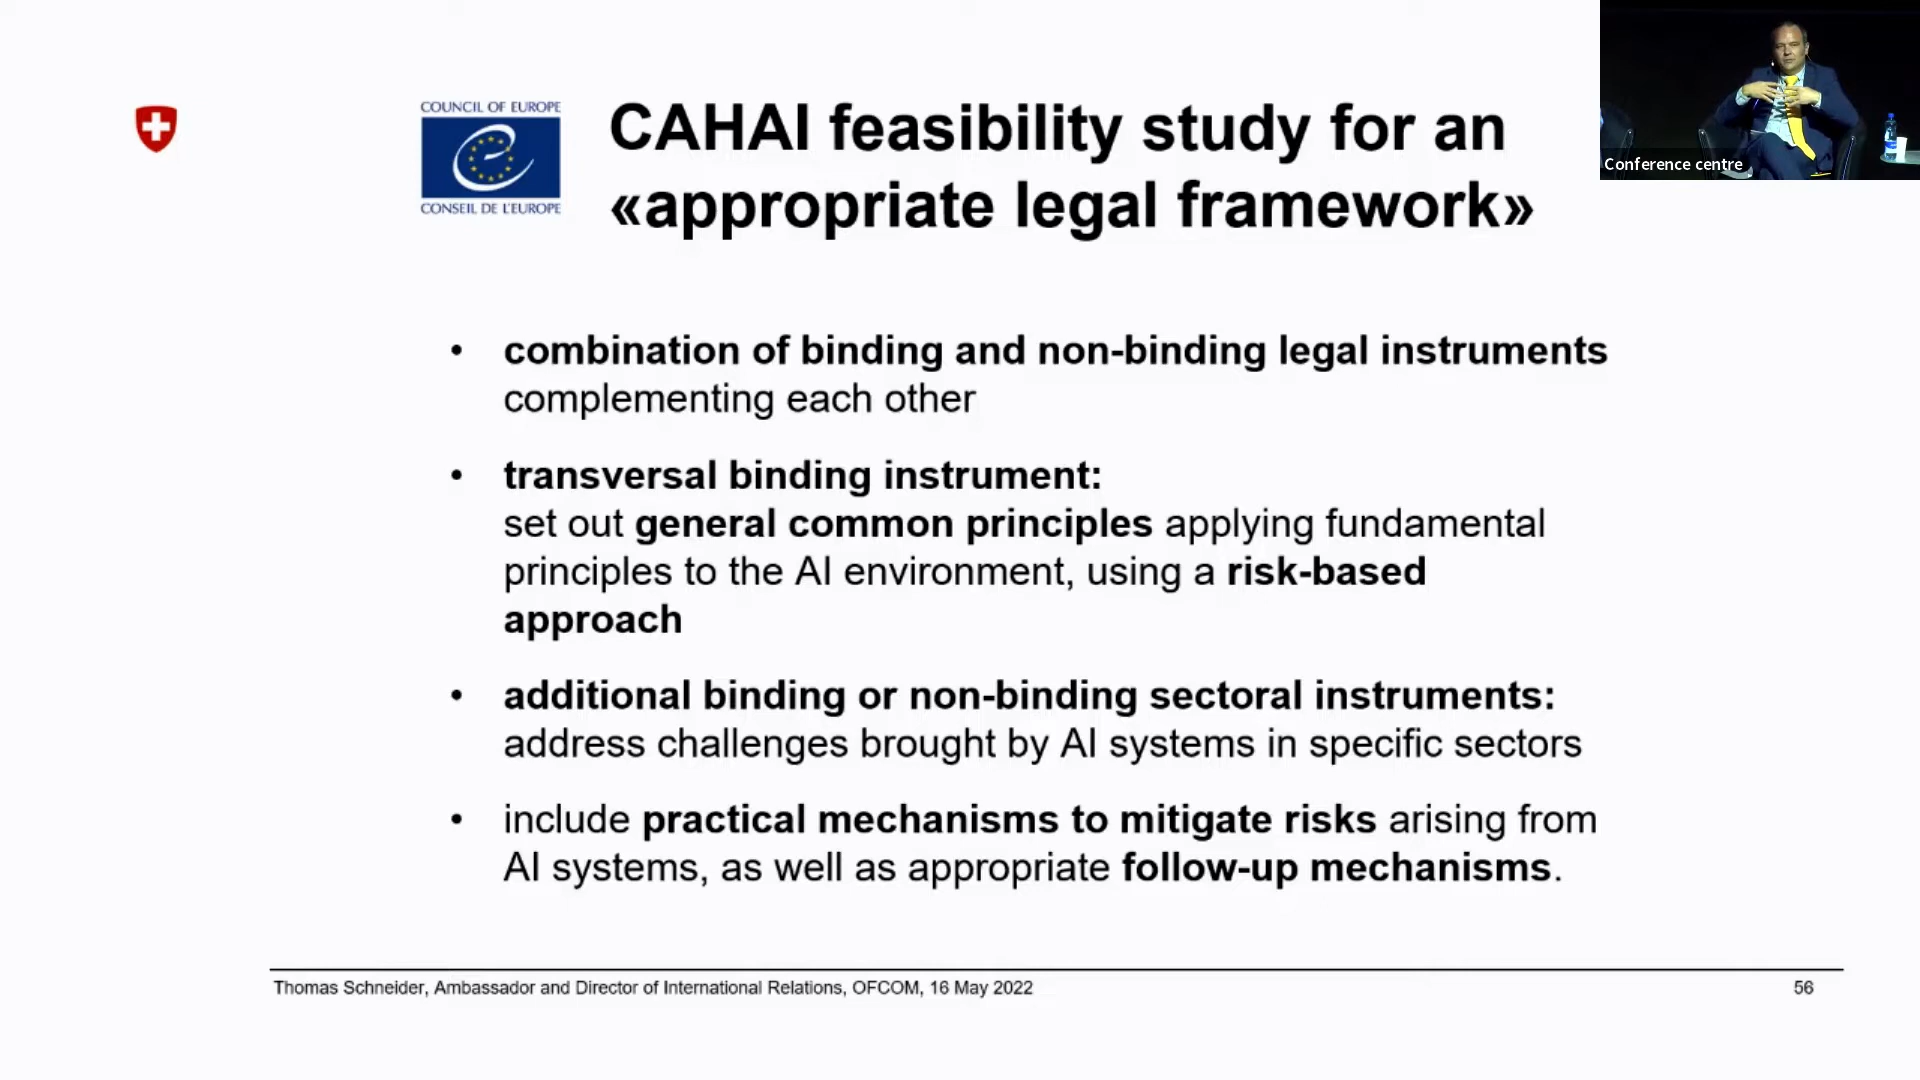 COUNCIL OF EUROPE
CONSEIL DE L'EUROPE
CAHAI feasibility study for an
«appropriate legal framework»
Conference centre
• combination of binding and non-binding legal instruments
complementing each other
• transversal binding instrument:
set out general common principles applying fundamental
principles to the AI environment, using a risk-based
approach
• additional binding or non-binding sectoral instruments:
address challenges brought by AI systems in specific sectors
• include practical mechanisms to mitigate risks arising from
AI systems, as well as appropriate follow-up mechanisms.
Thomas Schneider, Ambassador and Director of International Relations, OFCOM, 16 May 2022
56